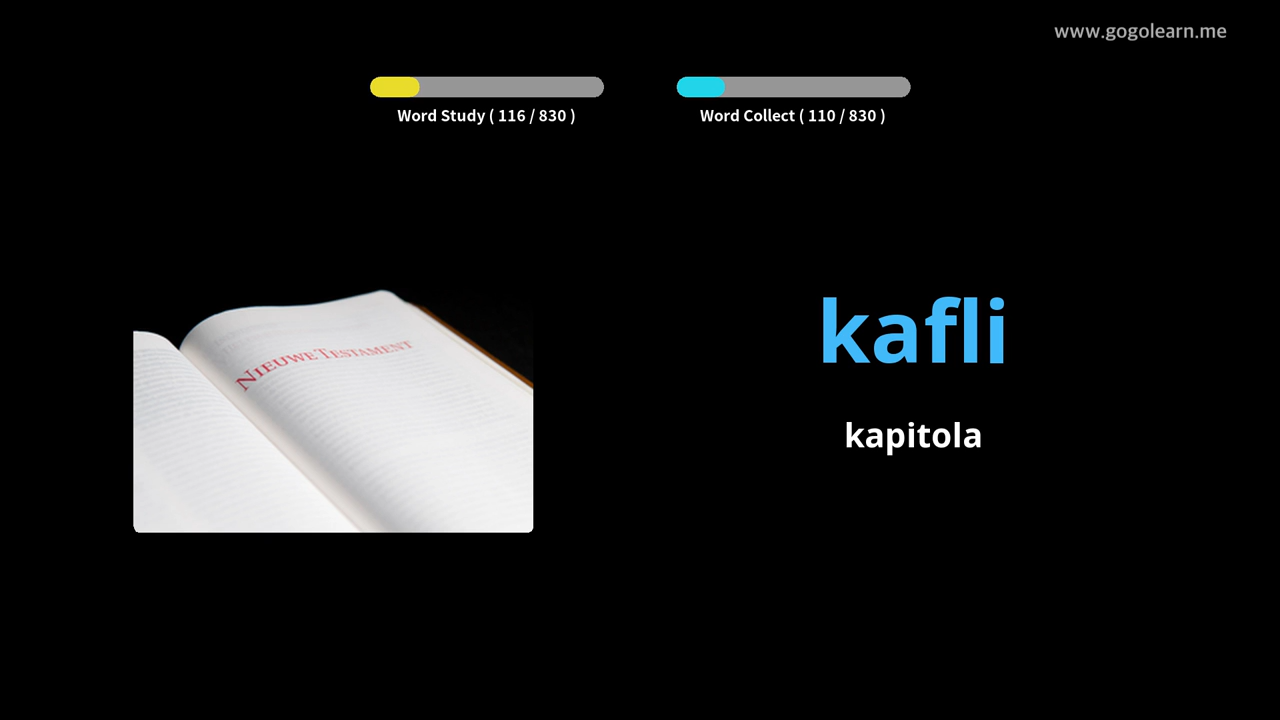 www.gogolearn.me
Word Study ( 116 / 830 )
Word Collect ( 110 / 830 )
NIEUWE TESTAMENT
kafli
kapitola